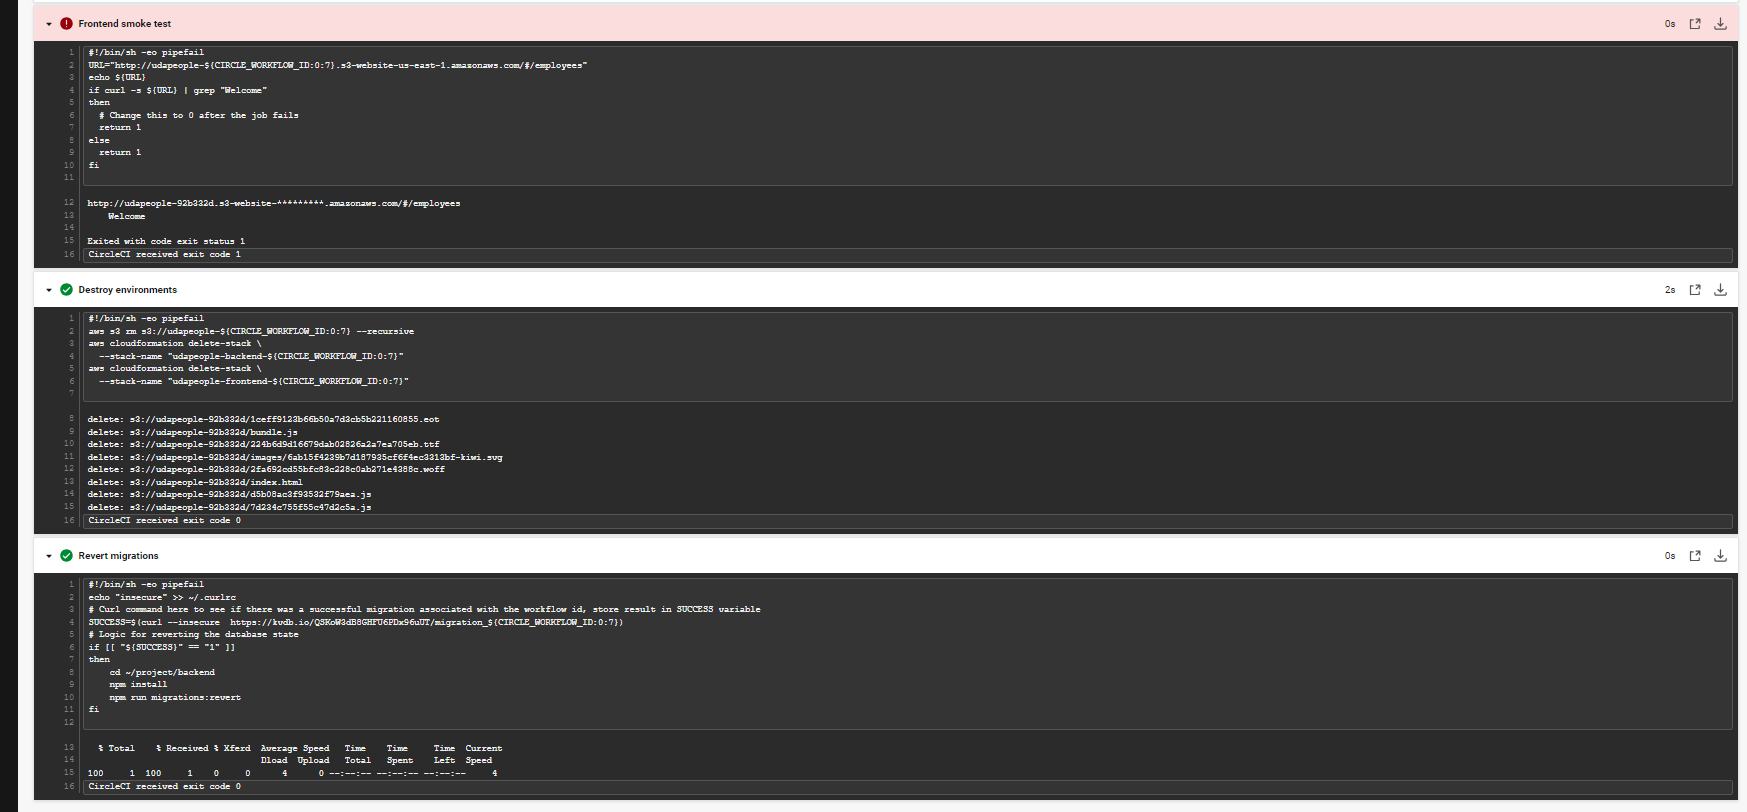 Frontend smoke test
0s
1 #!/bin/sh -eo pipefail
2 URL="http://udapeople-${CIRCLE_WORKFLOW_ID:0:7}.s3-website-us-east-1.amazonaws.com/#/employees"
3 echo ${URL}
4 if curl -s ${URL} | grep "Welcome"
5 then
6 # Change this to 0 after the job fails
7 return 1
8 else
9 return 1
10 fi
11
12 http://udapeople-92b332d.s3-website-*********.amazonaws.com/#/employees
13 Welcome
14
15 Exited with code exit status 1
16 CircleCI received exit code 1
Destroy environments
2s
1 #!/bin/sh -eo pipefail
2 aws s3 rm s3://udapeople-${CIRCLE_WORKFLOW_ID:0:7} --recursive
3 aws cloudformation delete-stack \
4 --stack-name "udapeople-backend-${CIRCLE_WORKFLOW_ID:0:7}"
5 aws cloudformation delete-stack \
6 --stack-name "udapeople-frontend-${CIRCLE_WORKFLOW_ID:0:7}"
7
8 delete: s3://udapeople-92b332d/1ceff9123b66b50a7d3cb5b221160855.eot
9 delete: s3://udapeople-92b332d/bundle.js
10 delete: s3://udapeople-92b332d/224b6d9d16679dab02826a2a7ea705eb.ttf
11 delete: s3://udapeople-92b332d/images/6ab15f4239b7d187935cf6f4ec3313bf-kiwi.svg
12 delete: s3://udapeople-92b332d/2fa692cd55bfc83c228c0ab271e4388c.woff
13 delete: s3://udapeople-92b332d/index.html
14 delete: s3://udapeople-92b332d/d5b08ac3f93532f79aea.js
15 delete: s3://udapeople-92b332d/7d234c755f55c47d2c5a.js
16 CircleCI received exit code 0
Revert migrations
0s
1 #!/bin/sh -eo pipefail
2 echo "insecure" >> ~/.curlrc
3 # Curl command here to see if there was a successful migration associated with the workflow id, store result in SUCCESS variable
4 SUCCESS=$(curl --insecure https://kvdb.io/QSKoW3dB8GHFU6PDx96uUT/migration_${CIRCLE_WORKFLOW_ID:0:7})
5 # Logic for reverting the database state
6 if [[ "${SUCCESS}" == "1" ]]
7 then
8 cd ~/project/backend
9 npm install
10 npm run migrations:revert
11 fi
12
13 % Total % Received % Xferd Average Speed Time Time Time Current
14 Dload Upload Total Spent Left Speed
15 100 1 100 1 0 0 4 0 --:--:-- --:--:-- --:--:-- 4
16 CircleCI received exit code 0